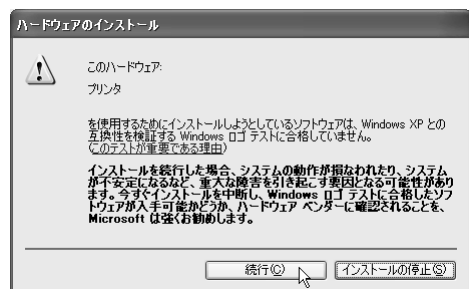 ハードウェアのインストール
このハードウェア:
プリンタ
を使用するためにインストールしようとしているソフトウェアは、Windows XP との
互換性を検証する Windows ロゴ テストに合格していません。
(このテストが重要である理由)
インストールを続行した場合、システムの動作が損なわれたり、システム
が不安定になるなど、重大な障害を引き起こす要因となる可能性があり
ます。今すぐインストールを中断し、Windows ロゴ テストに合格したソフ
トウェアが入手可能かどうか、ハードウェア ベンダーに確認されることを、
Microsoft は強くお勧めします。
続行(C) インストールの停止(S)